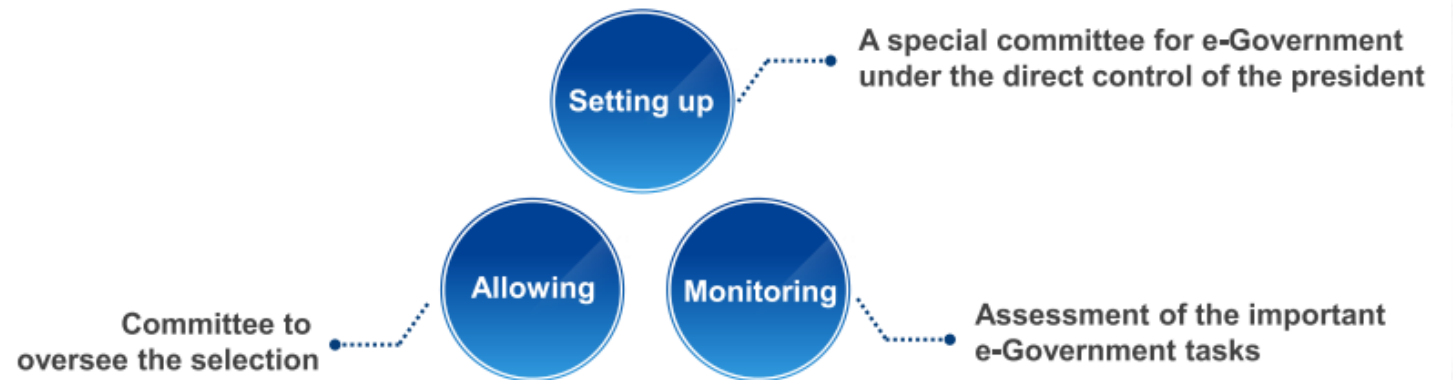 Setting up
A special committee for e-Government
under the direct control of the president
Allowing
Committee to
oversee the selection
Monitoring
Assessment of the important
e-Government tasks